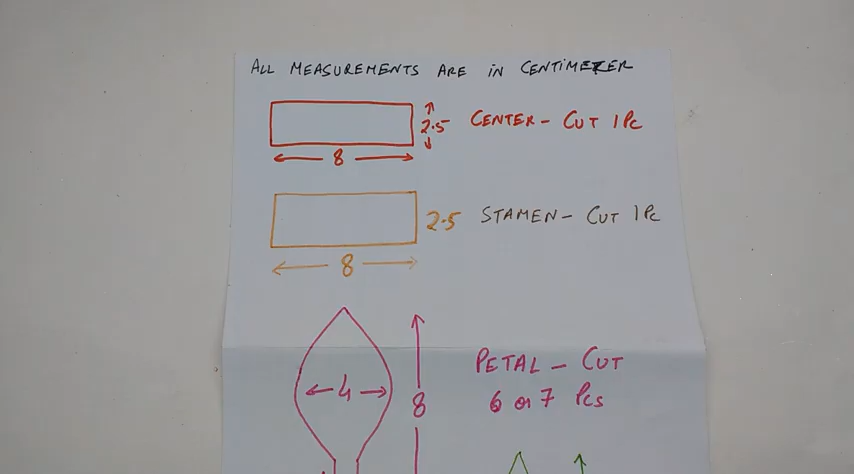 ALL MEASUREMENTS ARE IN CENTIMETER
2.5 CENTER - CUT 1 Pc
8
2.5 STAMEN - CUT 1 Pc
8
PETAL - CUT
4 8 6 or 7 Pcs